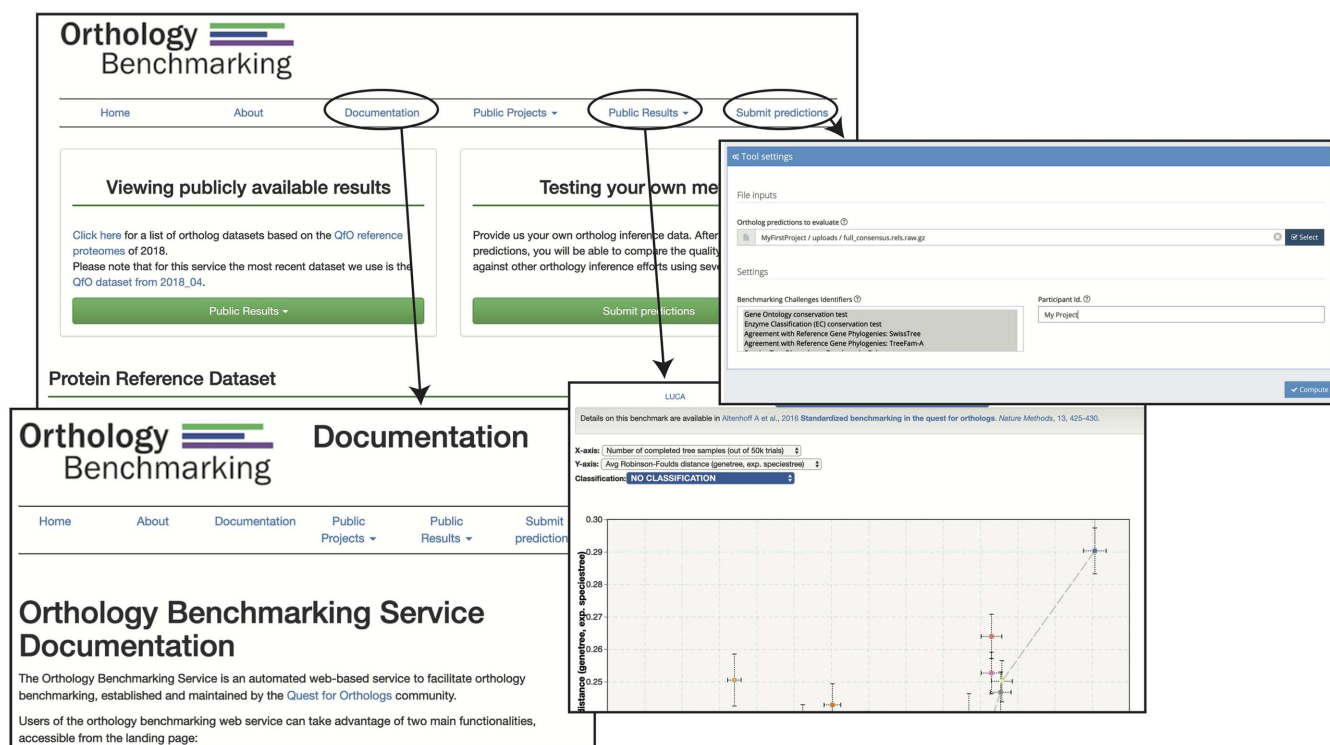 Orthology
Benchmarking
Home About Documentation Public Projects Public Results Submit predictions
Viewing publicly available results
Click here for a list of ortholog datasets based on the QfO reference
proteomes of 2018.
Please note that for this service the most recent dataset we use is the
QfO dataset from 2018_04.
Public Results
Testing your own me
Provide us your own ortholog inference data. After
predictions, you will be able to compare the quality
against other orthology inference efforts using seve
Submit predictions
Protein Reference Dataset
Tool settings
File inputs
Ortholog predictions to evaluate
MyFirstProject / uploads / full_consensus.rels.raw.gz
Select
Settings
Benchmarking Challenges Identifiers
Gene Ontology conservation test
Enzyme Classification (EC) conservation test
Agreement with Reference Gene Phylogenies: SwissTree
Agreement with Reference Gene Phylogenies: TreeFam-A
Participant Id.
My Project
Compute
Orthology
Benchmarking
Documentation
Home About Documentation Public Projects Public Results Submit prediction
Orthology Benchmarking Service
Documentation
The Orthology Benchmarking Service is an automated web-based service to facilitate orthology
benchmarking, established and maintained by the Quest for Orthologs community.
Users of the orthology benchmarking web service can take advantage of two main functionalities,
accessible from the landing page:
LUCA
Details on this benchmark are available in Altenhoff A et al., 2016 Standardized benchmarking in the quest for orthologs. Nature Methods, 13, 425-430.
X-axis: Number of completed tree samples (out of 50k trials)
Y-axis: Avg Robinson-Foulds distance (genetree, exp. speciestree)
Classification: NO CLASSIFICATION
0.30
0.29
0.28
0.27
0.26
0.25
distance (genetree, exp. speciestree)